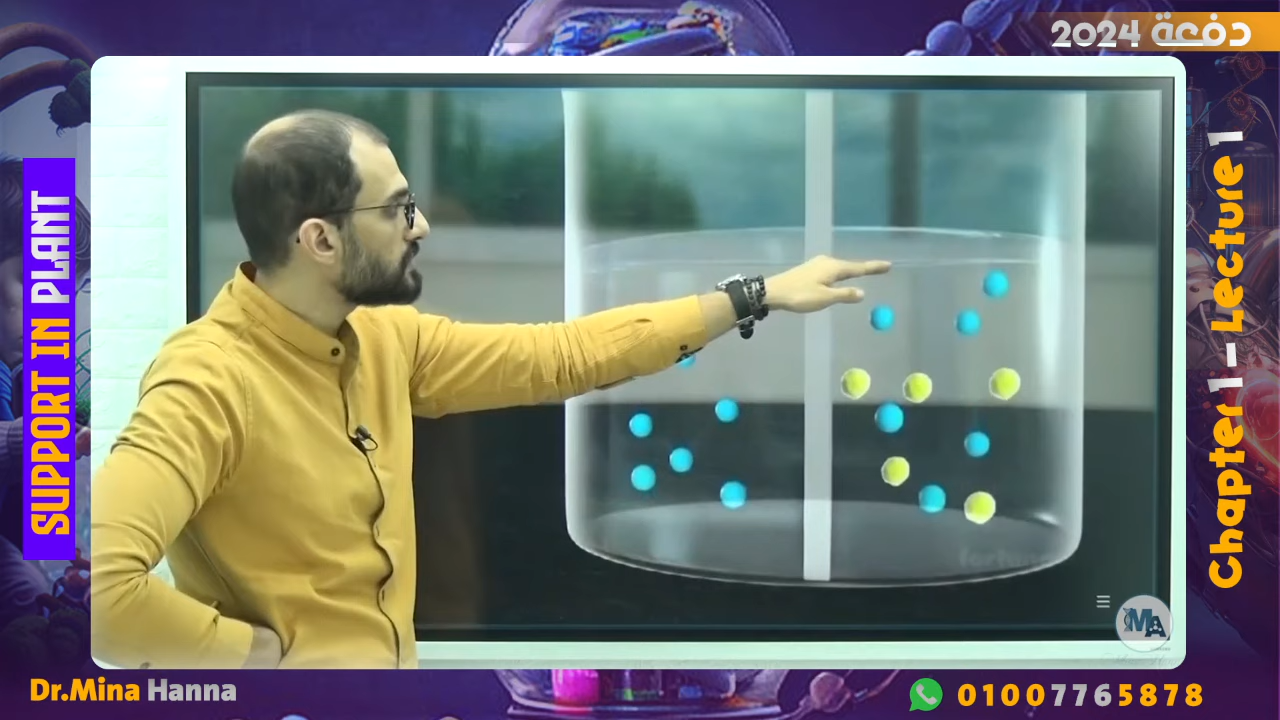 دفعة 2024
SUPPORT IN PLANT
Chapter 1 - Lecture 1
MA
Dr.Mina Hanna
01007765878